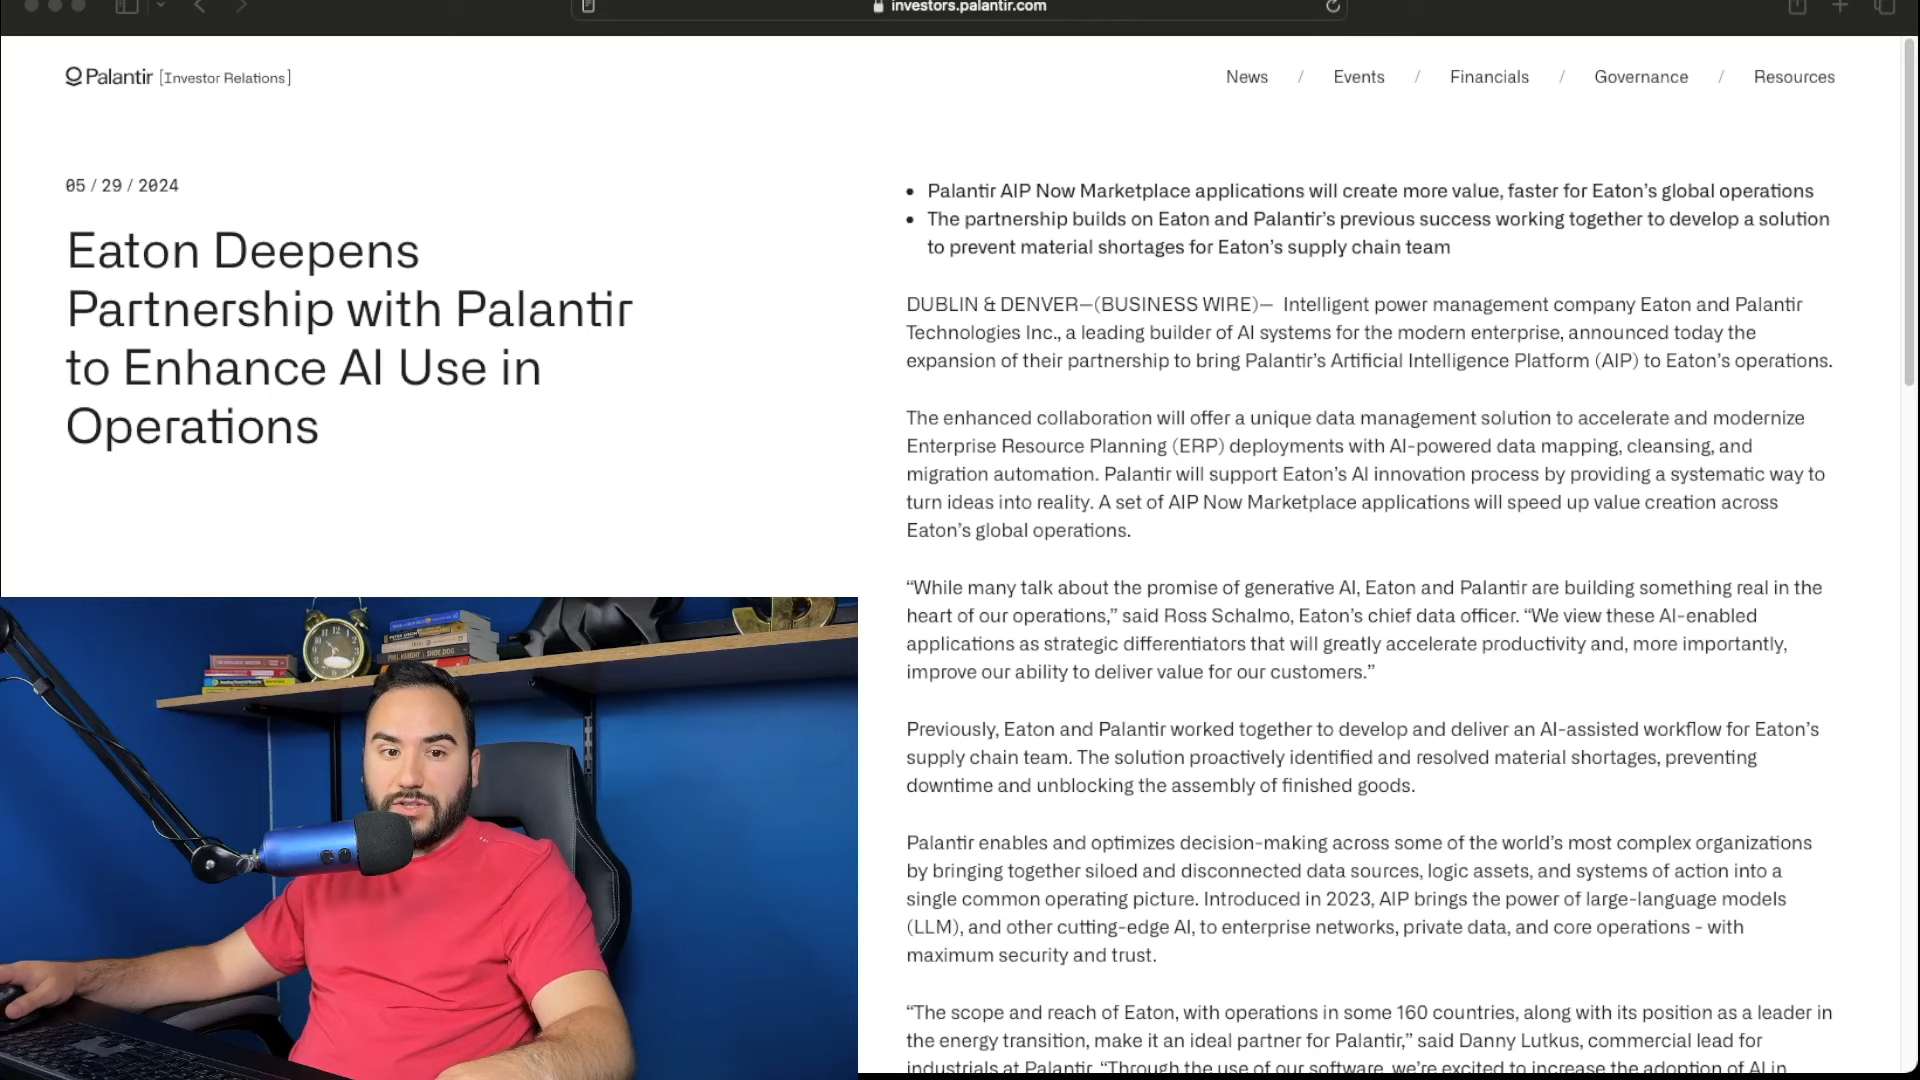 investors.palantir.com
Palantir [Investor Relations]
News / Events / Financials / Governance / Resources
05 / 29 / 2024
Eaton Deepens
Partnership with Palantir
to Enhance AI Use in
Operations
• Palantir AIP Now Marketplace applications will create more value, faster for Eaton’s global operations
• The partnership builds on Eaton and Palantir’s previous success working together to develop a solution
to prevent material shortages for Eaton’s supply chain team
DUBLIN & DENVER—(BUSINESS WIRE)— Intelligent power management company Eaton and Palantir
Technologies Inc., a leading builder of AI systems for the modern enterprise, announced today the
expansion of their partnership to bring Palantir’s Artificial Intelligence Platform (AIP) to Eaton’s operations.
The enhanced collaboration will offer a unique data management solution to accelerate and modernize
Enterprise Resource Planning (ERP) deployments with AI-powered data mapping, cleansing, and
migration automation. Palantir will support Eaton’s AI innovation process by providing a systematic way to
turn ideas into reality. A set of AIP Now Marketplace applications will speed up value creation across
Eaton’s global operations.
“While many talk about the promise of generative AI, Eaton and Palantir are building something real in the
heart of our operations,” said Ross Schalmo, Eaton’s chief data officer. “We view these AI-enabled
applications as strategic differentiators that will greatly accelerate productivity and, more importantly,
improve our ability to deliver value for our customers.”
Previously, Eaton and Palantir worked together to develop and deliver an AI-assisted workflow for Eaton’s
supply chain team. The solution proactively identified and resolved material shortages, preventing
downtime and unblocking the assembly of finished goods.
Palantir enables and optimizes decision-making across some of the world’s most complex organizations
by bringing together siloed and disconnected data sources, logic assets, and systems of action into a
single common operating picture. Introduced in 2023, AIP brings the power of large-language models
(LLM), and other cutting-edge AI, to enterprise networks, private data, and core operations - with
maximum security and trust.
“The scope and reach of Eaton, with operations in some 160 countries, along with its position as a leader in
the energy transition, make it an ideal partner for Palantir,” said Danny Lutkus, commercial lead for
industrials at Palantir. “Through the use of our software, we’re excited to increase the adoption of AI in
PHIL KNIGHT SHOE DOG